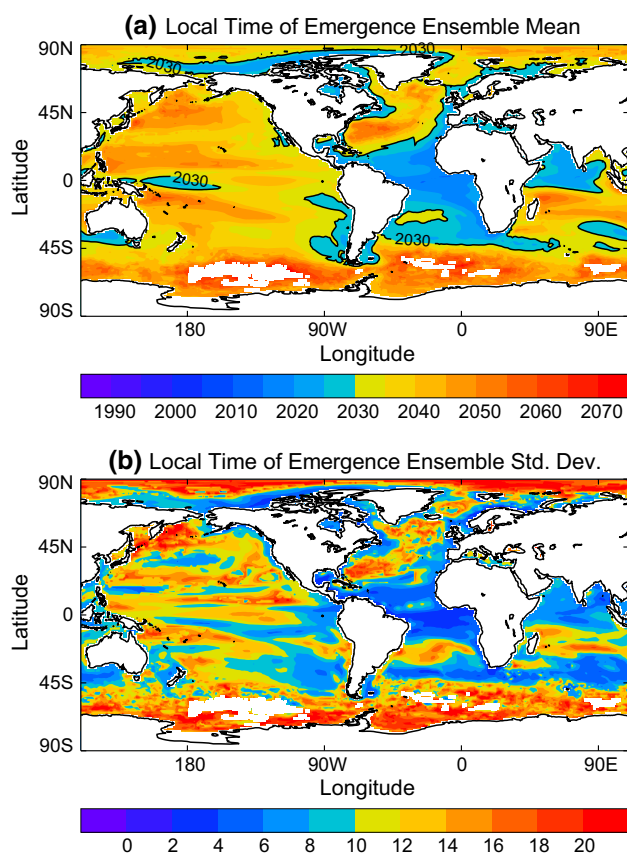 (a) Local Time of Emergence Ensemble Mean
90N
2030
2030
45N
Latitude
0
2030
45S
2030
90S
180
90W
0
90E
Longitude
1990 2000 2010 2020 2030 2040 2050 2060 2070
(b) Local Time of Emergence Ensemble Std. Dev.
90N
45N
Latitude
0
45S
90S
180
90W
0
90E
Longitude
0 2 4 6 8 10 12 14 16 18 20